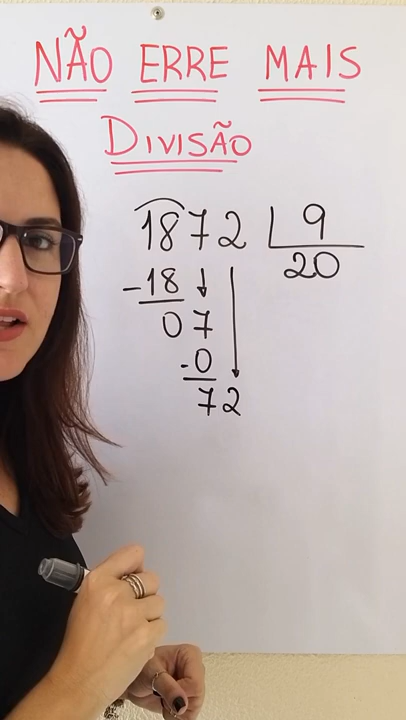 NÃO ERRE MAIS
DIVISÃO
1872 9
-18 20
07
-0
72